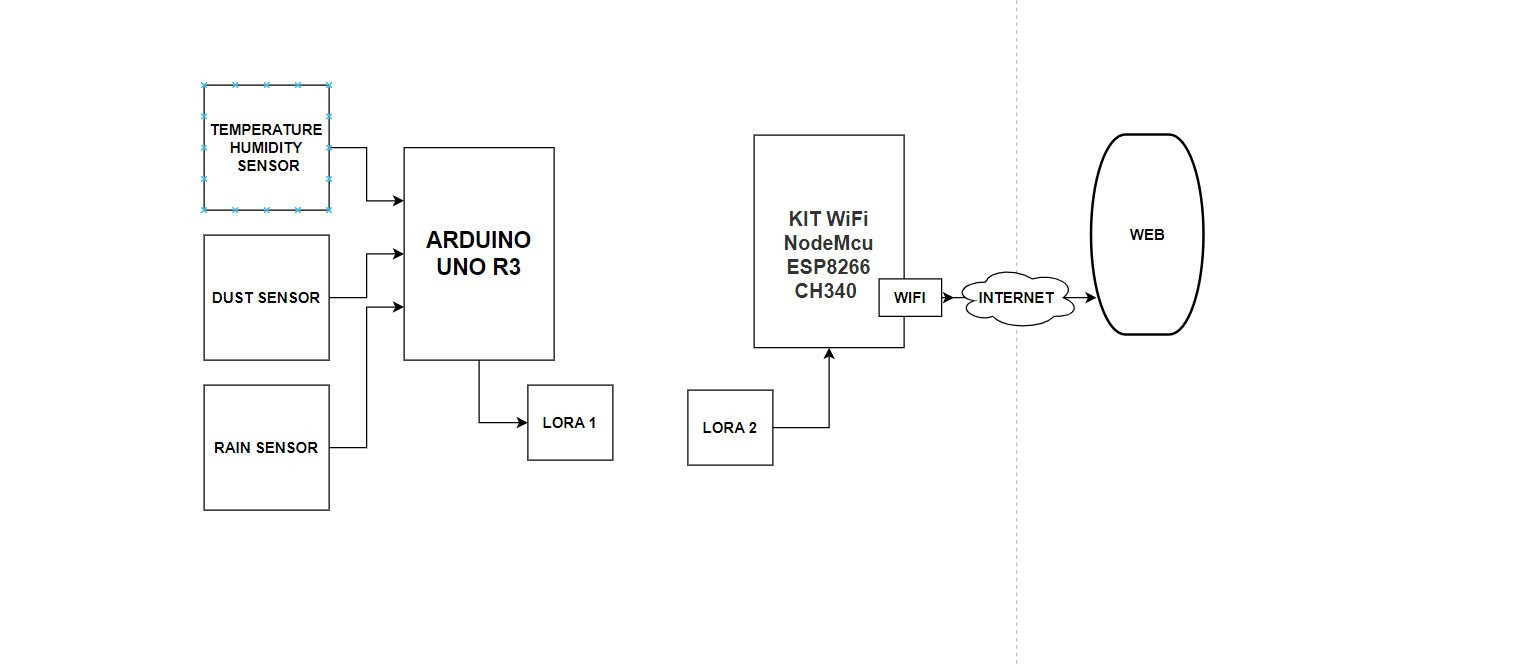 TEMPERATURE
HUMIDITY
SENSOR
DUST SENSOR
RAIN SENSOR
ARDUINO
UNO R3
LORA 1
LORA 2
KIT WiFi
NodeMcu
ESP8266
CH340
WIFI
INTERNET
WEB